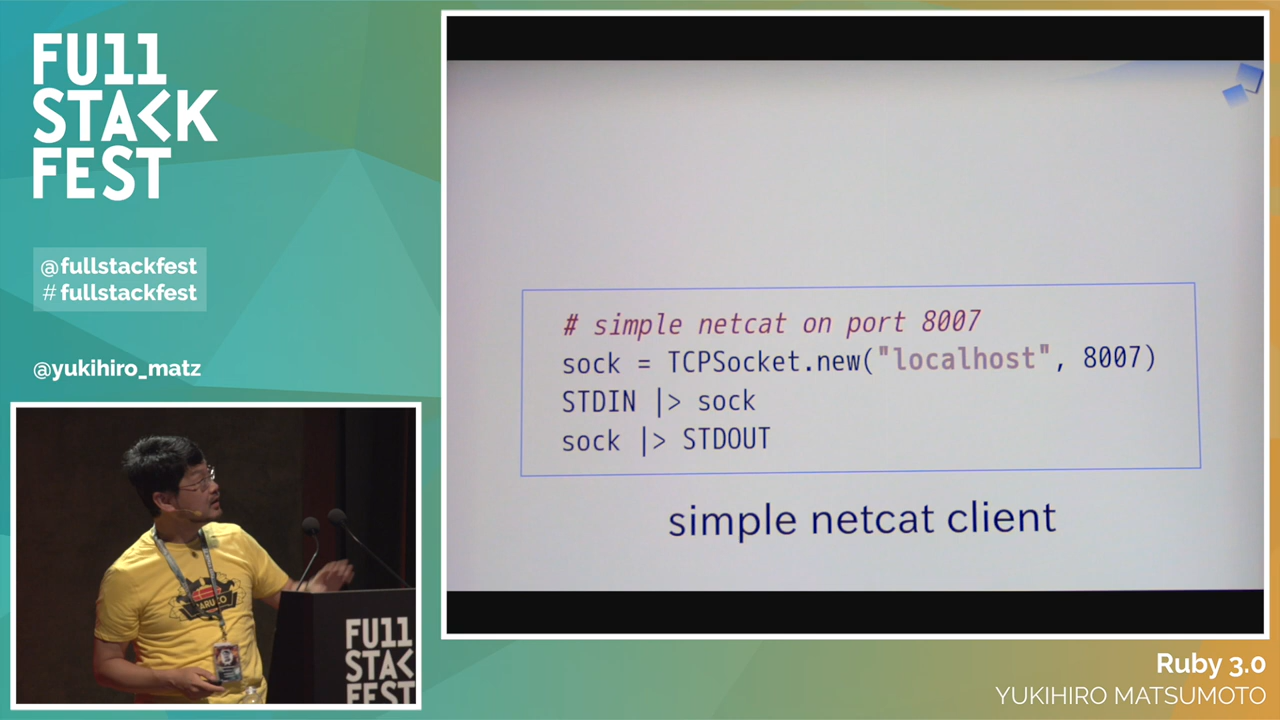 FU11
STACK
FEST
@fullstackfest
# fullstackfest
@yukihiro_matz
# simple netcat on port 8007
sock = TCPSocket.new("localhost", 8007)
STDIN |> sock
sock |> STDOUT
simple netcat client
FU11
STACK
FEST
Ruby 3.0
YUKIHIRO MATSUMOTO